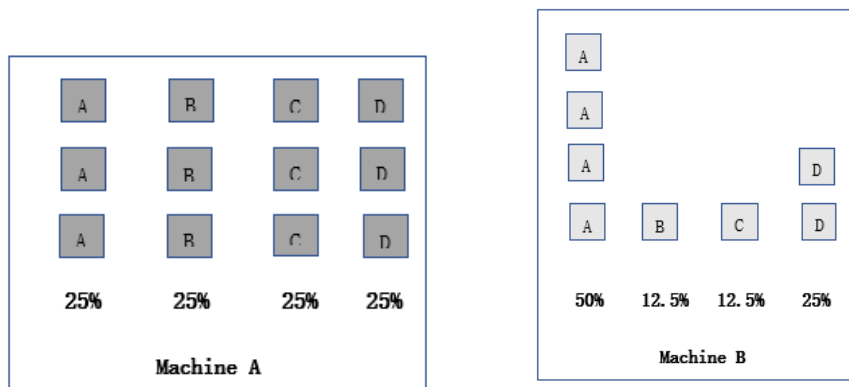 A B C D
A B C D
A B C D
25% 25% 25% 25%
Machine A
A
A
A D
A B C D
50% 12.5% 12.5% 25%
Machine B